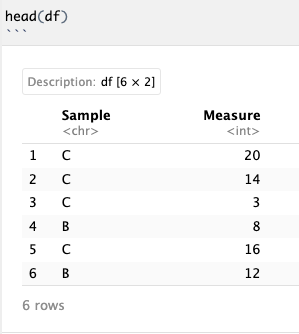 head(df)
```
Description: df [6 × 2]
Sample Measure
<chr> <int>
1 C 20
2 C 14
3 C 3
4 B 8
5 C 16
6 B 12
6 rows